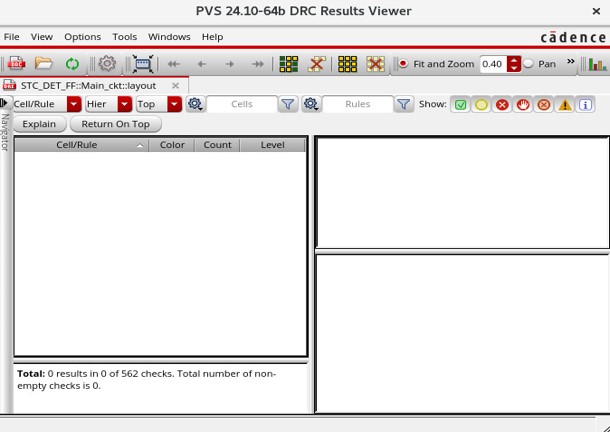 PVS 24.10-64b DRC Results Viewer
×
File View Options Tools Windows Help
cādence
DRC
Fit and Zoom 0.40 Pan »
STC_DET_FF::Main_ckt::layout ×
Cell/Rule Hier Top Cells Rules Show:
Navigator
Explain Return On Top
Cell/Rule Color Count Level
Total: 0 results in 0 of 562 checks. Total number of non-
empty checks is 0.